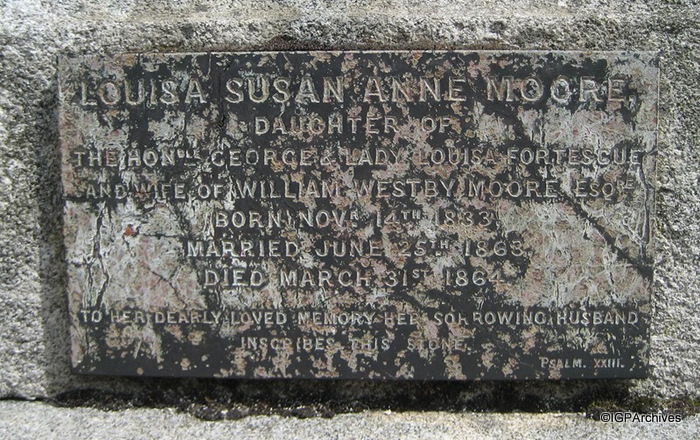 LOUISA SUSAN ANNE MOORE,
DAUGHTER OF
THE HONBLE GEORGE & LADY LOUISA FORTESCUE
AND WIFE OF WILLIAM WESTBY MOORE, ESQRE
BORN NOVR 14TH 1833
MARRIED JUNE 25TH 1863
DIED MARCH 31ST 1864
TO HER DEARLY LOVED MEMORY HER SORROWING HUSBAND
INSCRIBES THIS STONE.
PSALM. XXIII.
©IGPArchives